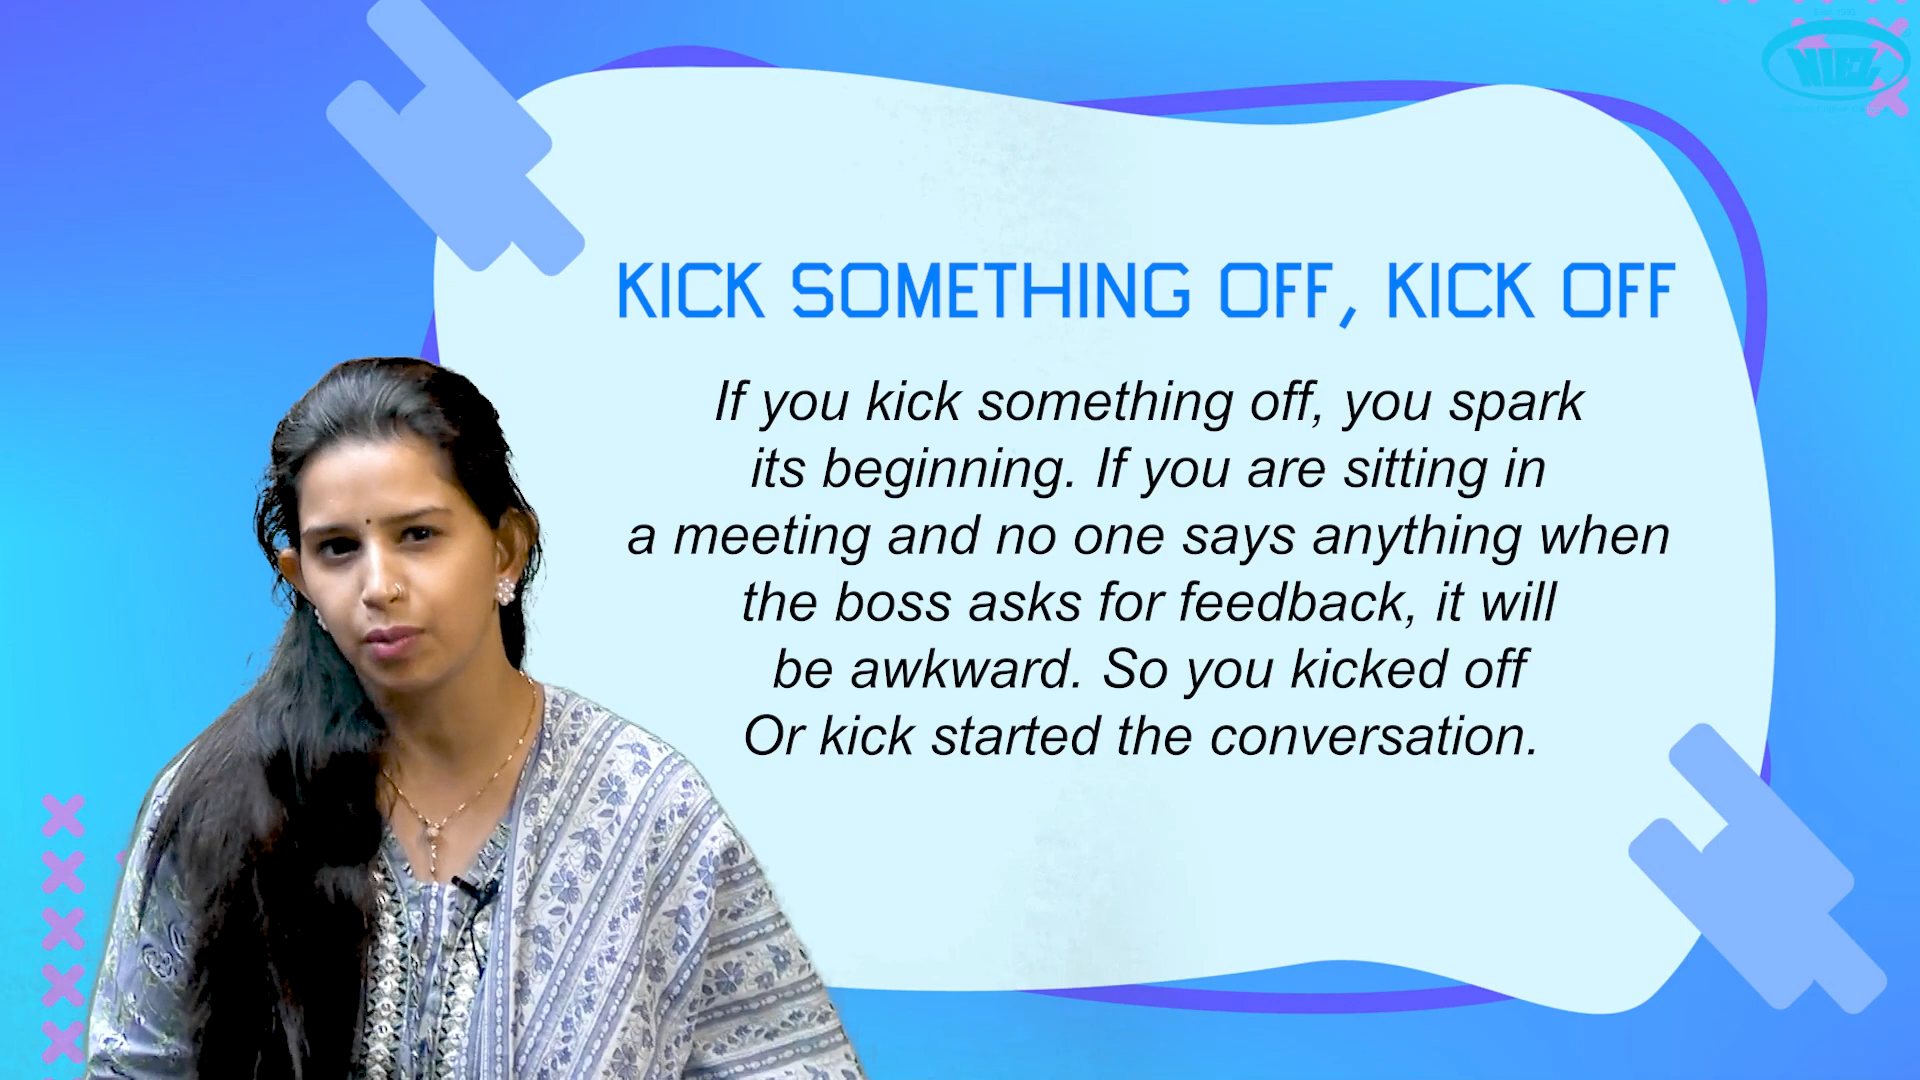 NIEL
KICK SOMETHING OFF, KICK OFF
If you kick something off, you spark
its beginning. If you are sitting in
a meeting and no one says anything when
the boss asks for feedback, it will
be awkward. So you kicked off
Or kick started the conversation.